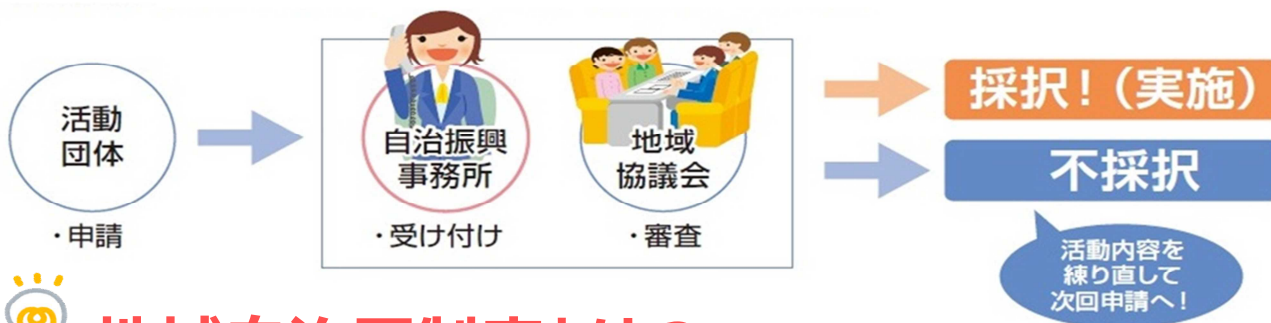 活動
団体
・申請
自治振興
事務所
・受け付け
地域
協議会
・審査
採択!(実施)
不採択
活動内容を
練り直して
次回申請へ!